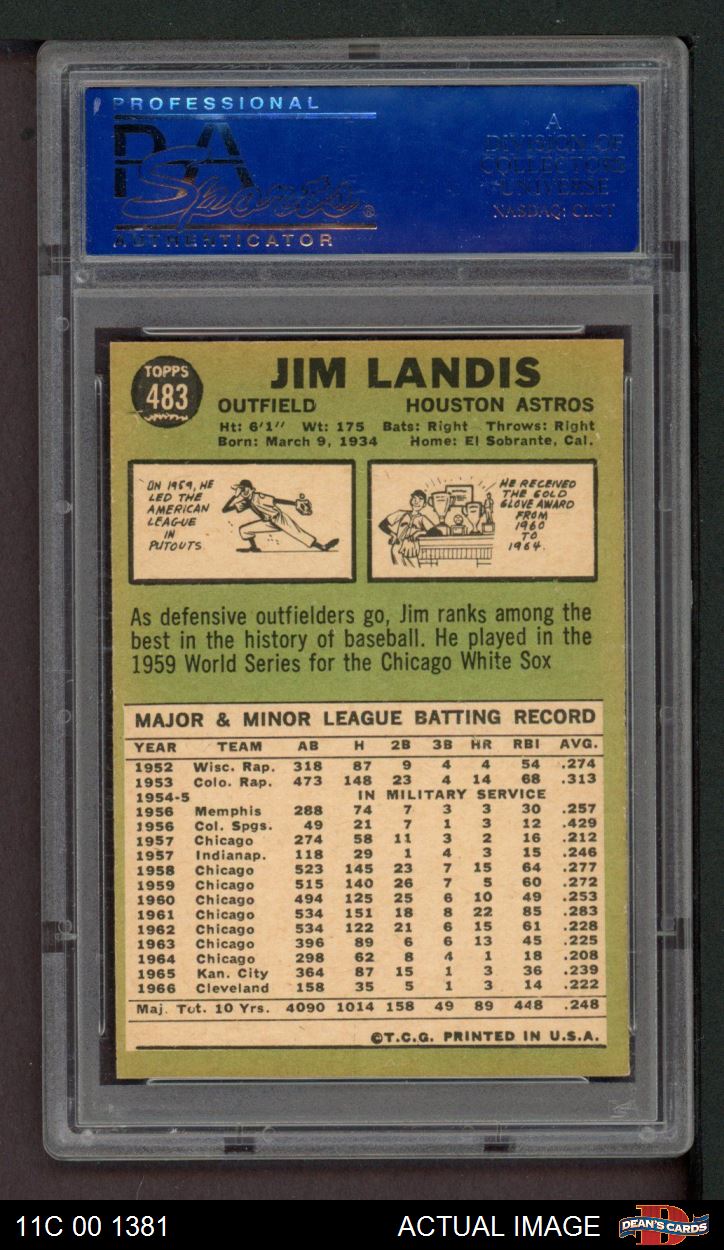 PROFESSIONAL
PSA
Sports®
AUTHENTICATOR
A
DIVISION OF
COLLECTORS
UNIVERSE
NASDAQ: CLCT
TOPPS
483
JIM LANDIS
OUTFIELD HOUSTON ASTROS
Ht: 6'1" Wt: 175 Bats: Right Throws: Right
Born: March 9, 1934 Home: El Sobrante, Cal.
ON 1959, HE
LED THE
AMERICAN
LEAGUE
IN
PUTOUTS
HE RECEIVED
THE GOLD
GLOVE AWARD
FROM
1960
TO
1964.
As defensive outfielders go, Jim ranks among the
best in the history of baseball. He played in the
1959 World Series for the Chicago White Sox
MAJOR & MINOR LEAGUE BATTING RECORD
YEAR TEAM AB H 2B 3B HR RBI AVG.
1952 Wisc. Rap. 318 87 9 4 4 54 .274
1953 Colo. Rap. 473 148 23 4 14 68 .313
1954-5 IN MILITARY SERVICE
1956 Memphis 288 74 7 3 3 30 .257
1956 Col. Spgs. 49 21 7 1 3 12 .429
1957 Chicago 274 58 11 3 2 16 .212
1957 Indianap. 118 29 1 4 3 15 .246
1958 Chicago 523 145 23 7 15 64 .277
1959 Chicago 515 140 26 7 5 60 .272
1960 Chicago 494 125 25 6 10 49 .253
1961 Chicago 534 151 18 8 22 85 .283
1962 Chicago 534 122 21 6 15 61 .228
1963 Chicago 396 89 6 6 13 45 .225
1964 Chicago 298 62 8 4 1 18 .208
1965 Kan. City 364 87 15 1 3 36 .239
1966 Cleveland 158 35 5 1 3 14 .222
Maj. Tot. 10 Yrs. 4090 1014 158 49 89 448 .248
©T.C.G. PRINTED IN U.S.A.
11C 00 1381 ACTUAL IMAGE DEAN'S CARDS